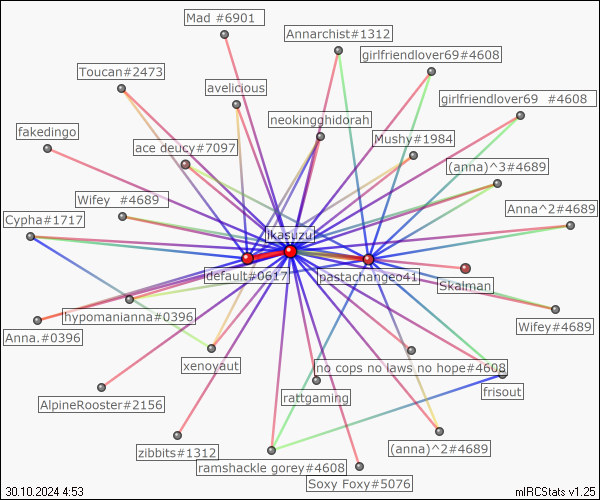 Mad #6901
Annarchist#1312
girlfriendlover69#4608
Toucan#2473
avelicious
girlfriendlover69 #4608
neokingghidorah
fakedingo
ace deucy#7097
Mushy#1984
(anna)^3#4689
Wifey #4689
Anna^2#4689
Cypha#1717
ikasuzu
default#0617
pastachangeo41
Skalman
hypomanianna#0396
Wifey#4689
Anna.#0396
xenoyaut
no cops no laws no hope#4608
frisout
rattgaming
AlpineRooster#2156
zibbits#1312
(anna)^2#4689
ramshackle gorey#4608
Soxy Foxy#5076
30.10.2024 4:53
mIRCStats v1.25